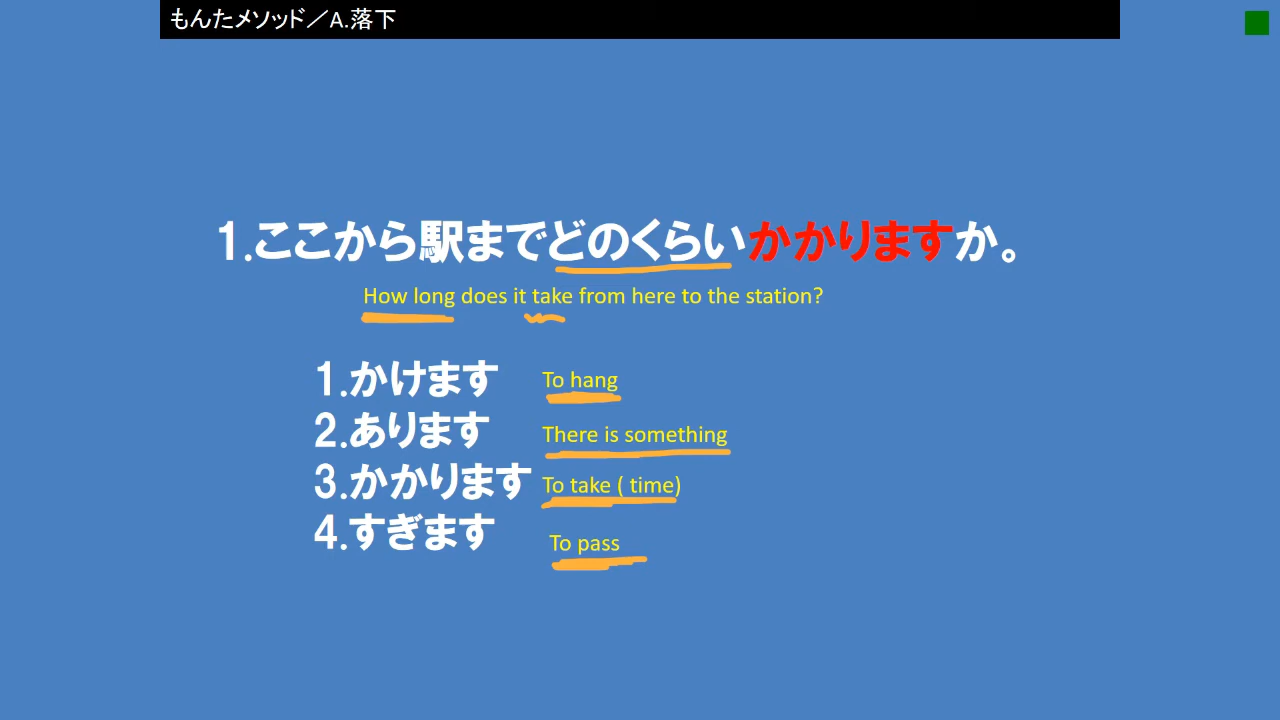 もんたメソッド／A.落下
1.ここから駅までどのくらいかかりますか。
How long does it take from here to the station?
1.かけます To hang
2.あります There is something
3.かかります To take ( time)
4.すぎます To pass